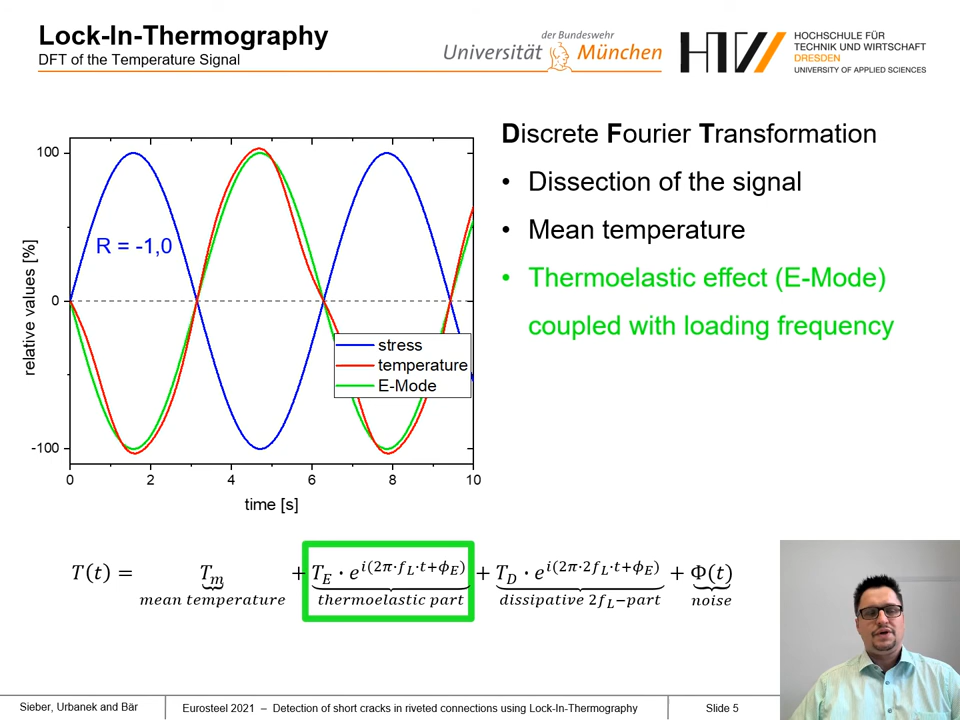 Lock-In-Thermography
DFT of the Temperature Signal
der Bundeswehr
Universität München
HTW
HOCHSCHULE FÜR
TECHNIK UND WIRTSCHAFT
DRESDEN
UNIVERSITY OF APPLIED SCIENCES
100
0
-100
relative values [%]
R = -1,0
stress
temperature
E-Mode
0 2 4 6 8 10
time [s]
Discrete Fourier Transformation
• Dissection of the signal
• Mean temperature
• Thermoelastic effect (E-Mode)
coupled with loading frequency
T(t) = T_m + T_E · e^{i(2π·f_L·t+ϕ_E)} + T_D · e^{i(2π·2f_L·t+ϕ_E)} + Φ(t)
mean temperature thermoelastic part dissipative 2f_L−part noise
Sieber, Urbanek and Bär
Eurosteel 2021 – Detection of short cracks in riveted connections using Lock-In-Thermography
Slide 5